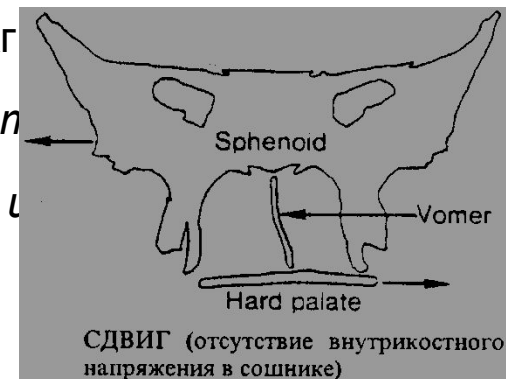 г
п
Sphenoid
и
Vomer
Hard palate
СДВИГ (отсутствие внутрикостного
напряжения в сошнике)